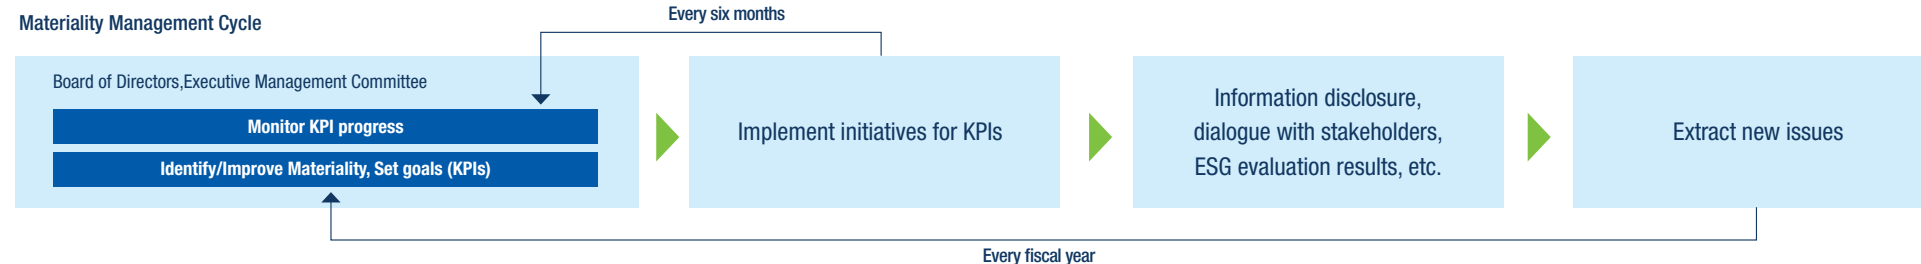 Materiality Management Cycle
Every six months
Board of Directors,Executive Management Committee
Monitor KPI progress
Identify/Improve Materiality, Set goals (KPIs)
Implement initiatives for KPIs
Information disclosure,
dialogue with stakeholders,
ESG evaluation results, etc.
Extract new issues
Every fiscal year